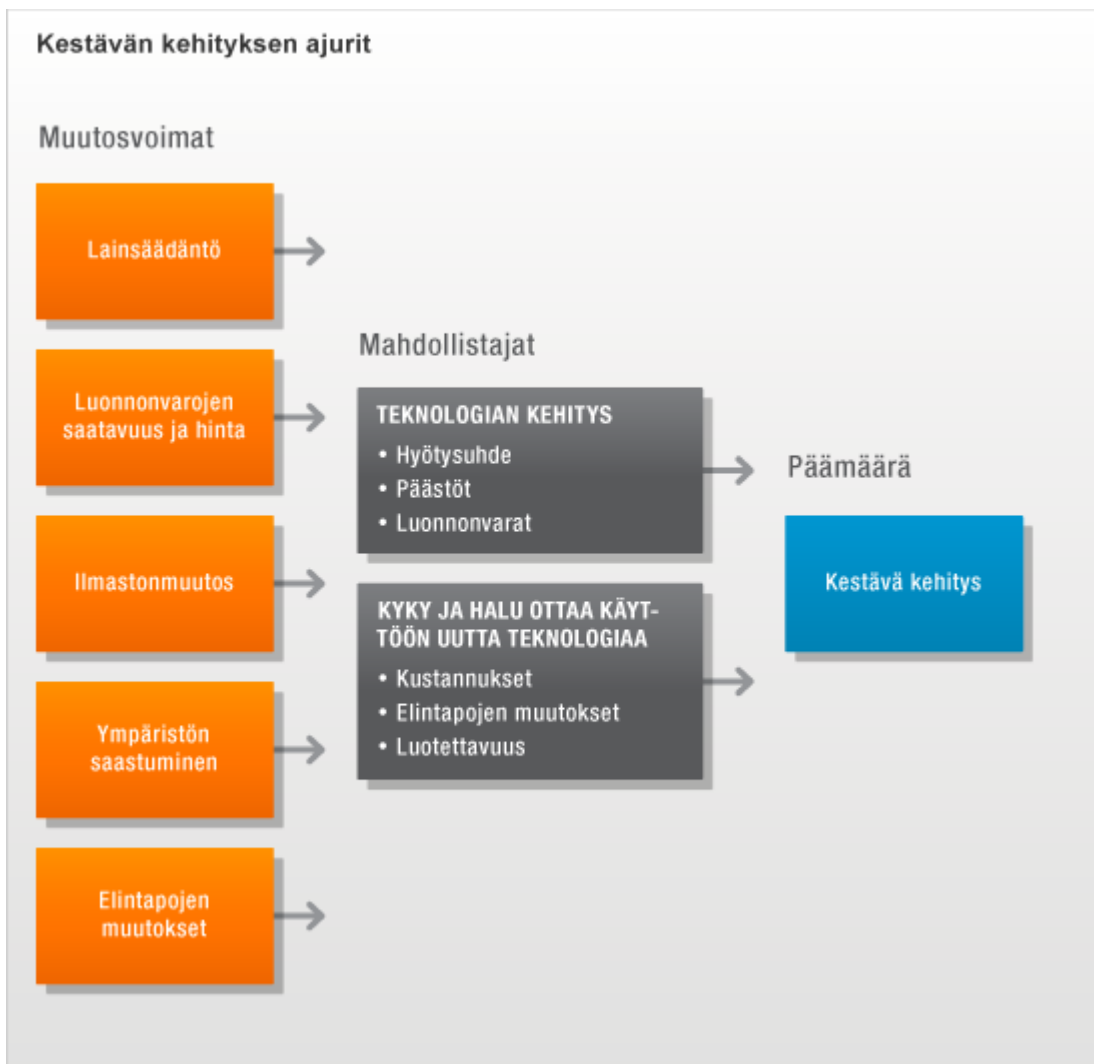 Kestävän kehityksen ajurit
Muutosvoimat
Lainsäädäntö
Luonnonvarojen
saatavuus ja hinta
Ilmastonmuutos
Ympäristön
saastuminen
Elintapojen
muutokset
Mahdollistajat
TEKNOLOGIAN KEHITYS
• Hyötysuhde
• Päästöt
• Luonnonvarat
KYKY JA HALU OTTAA KÄYT-
TÖÖN UUTTA TEKNOLOGIAA
• Kustannukset
• Elintapojen muutokset
• Luotettavuus
Päämäärä
Kestävä kehitys